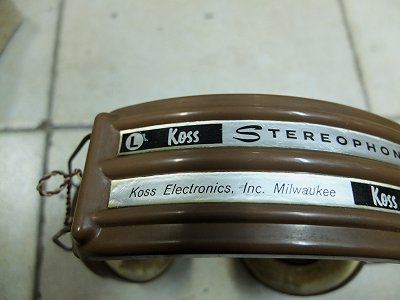 L Koss STEREOPHON
Koss Electronics, Inc. Milwaukee Koss